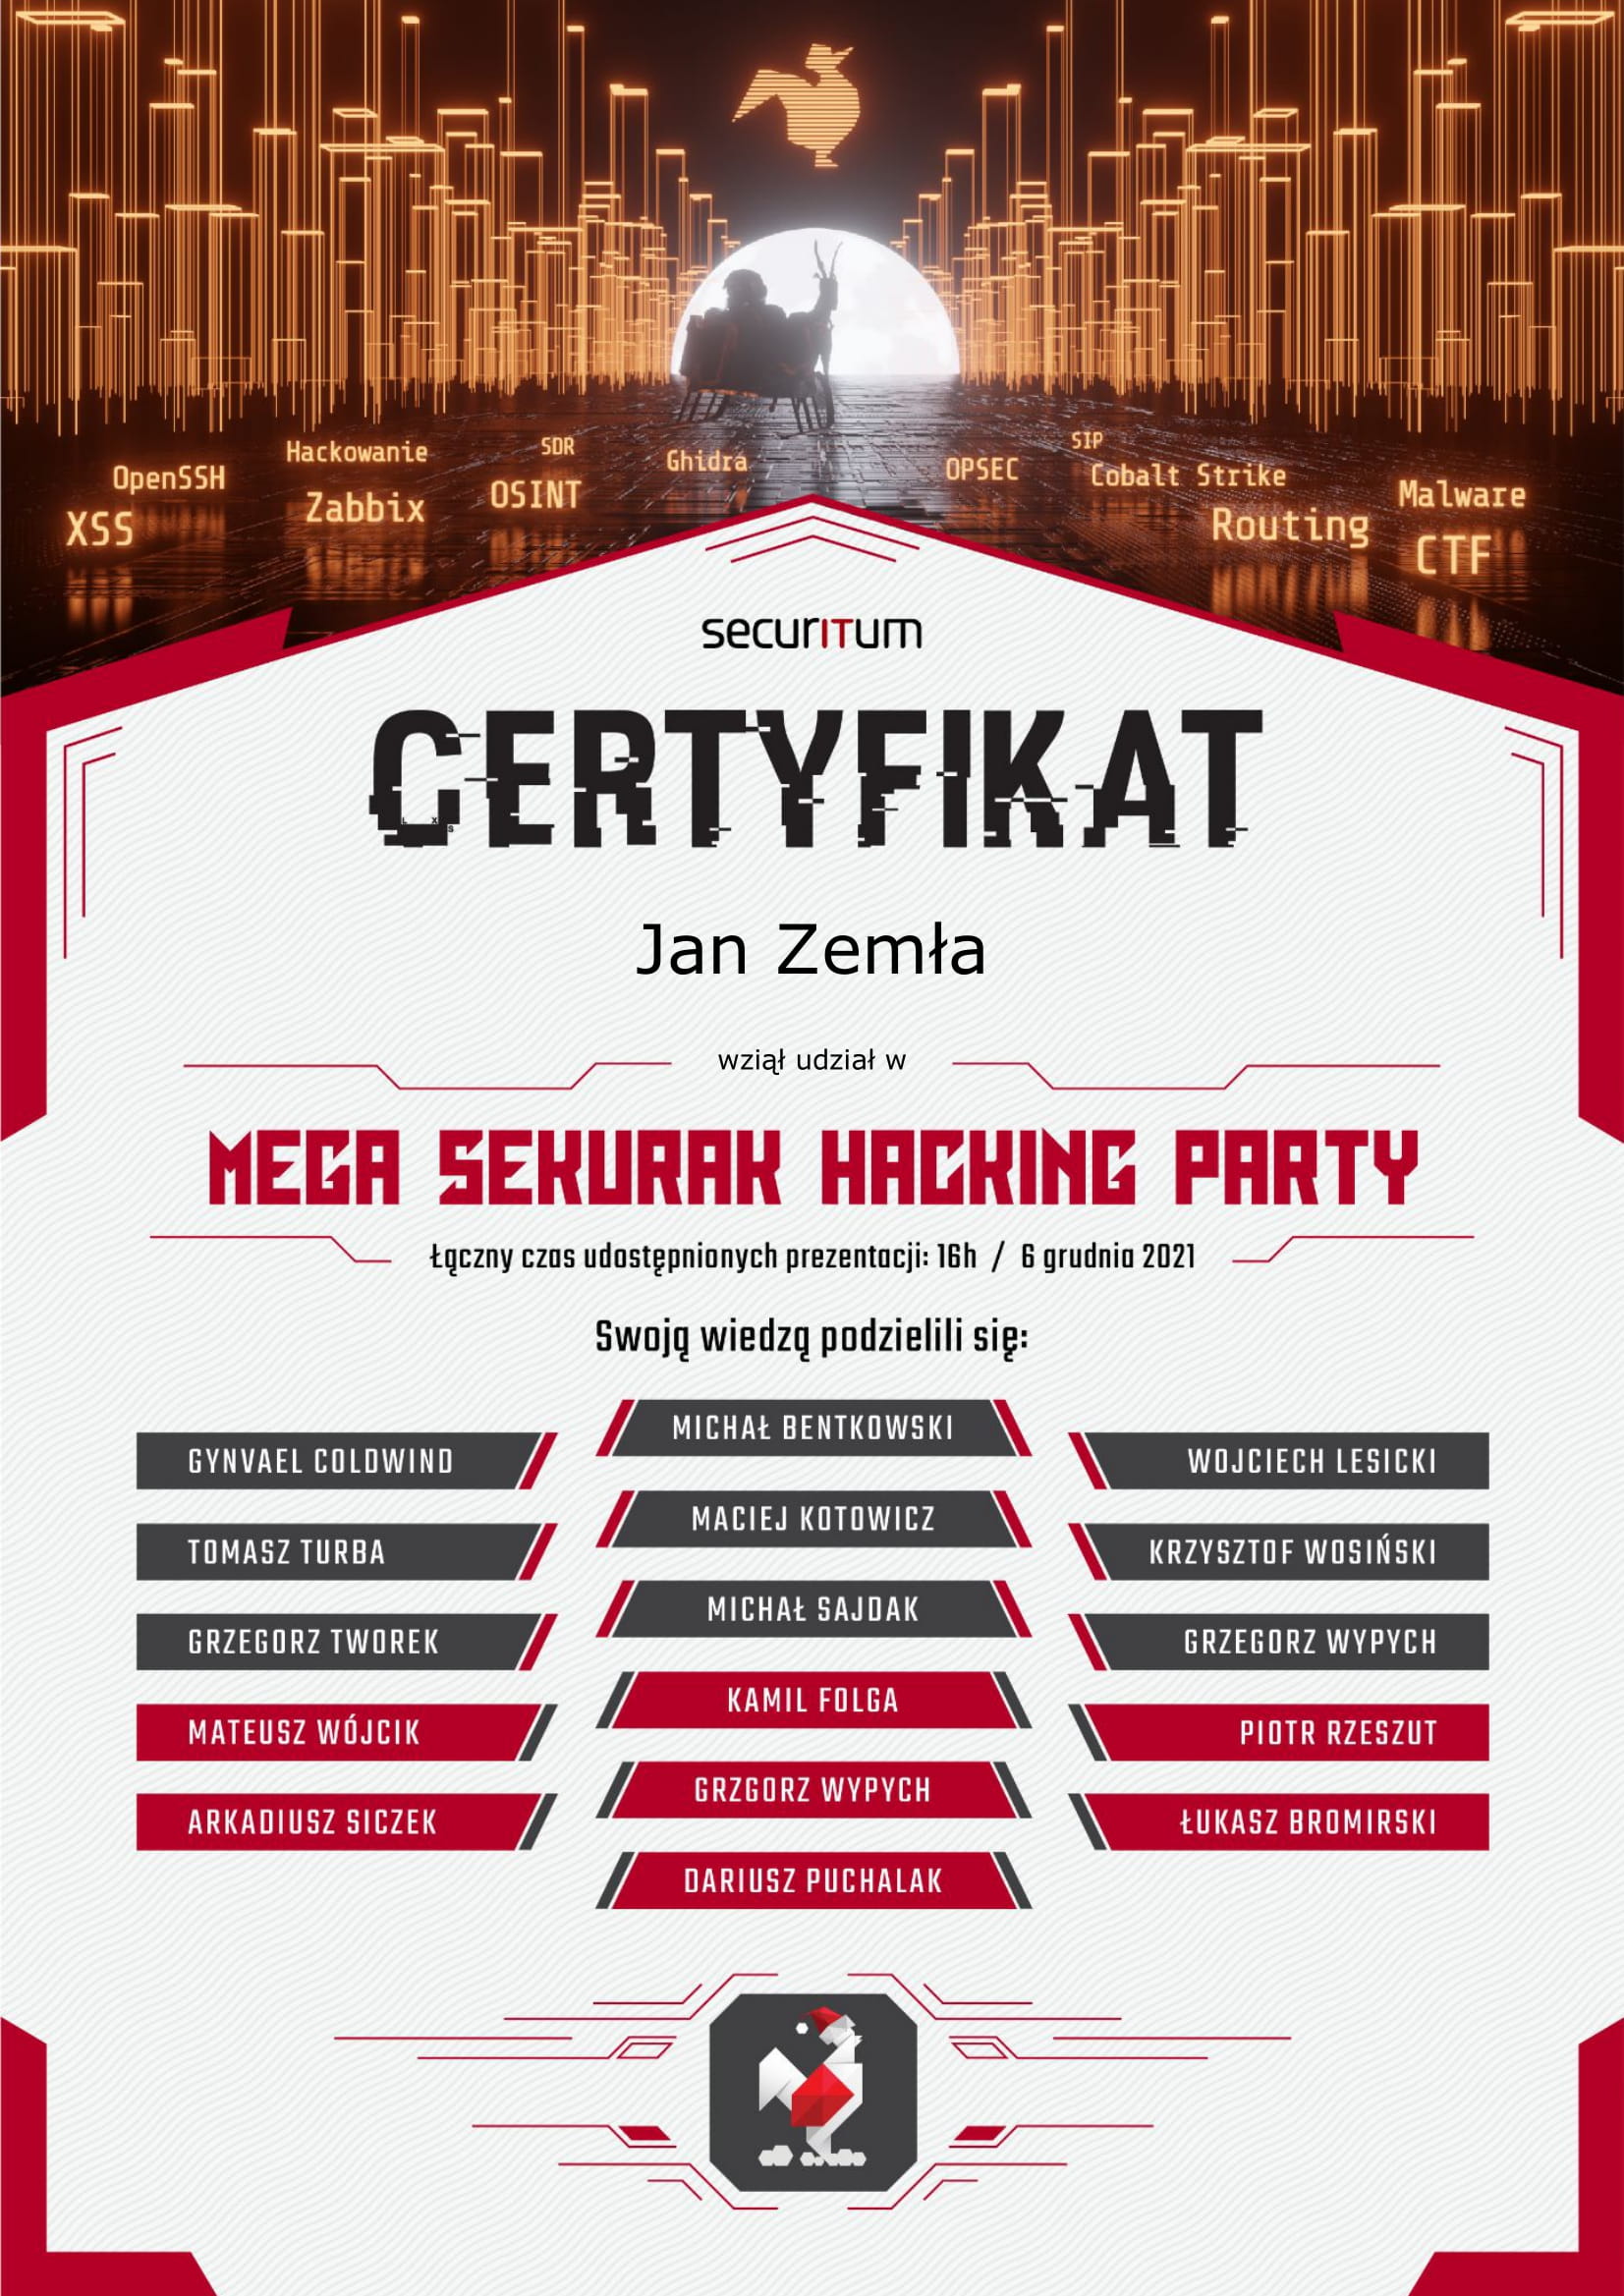 Hackowanie
SDR
SIP
OpenSSH
Ghidra
OPSEC
Cobalt Strike
XSS
Zabbix
OSINT
Malware
Routing
CTF
securITum
CERTYFIKAT
Jan Zemła
wziął udział w
MEGA SEKURAK HACKING PARTY
Łączny czas udostępnionych prezentacji: 16h / 6 grudnia 2021
Swoją wiedzą podzielili się:
MICHAŁ BENTKOWSKI
GYNVAEL COLDWIND
WOJCIECH LESICKI
MACIEJ KOTOWICZ
TOMASZ TURBA
KRZYSZTOF WOSIŃSKI
MICHAŁ SAJDAK
GRZEGORZ TWOREK
GRZEGORZ WYPYCH
KAMIL FOLGA
MATEUSZ WÓJCIK
PIOTR RZESZUT
GRZGORZ WYPYCH
ARKADIUSZ SICZEK
ŁUKASZ BROMIRSKI
DARIUSZ PUCHALAK